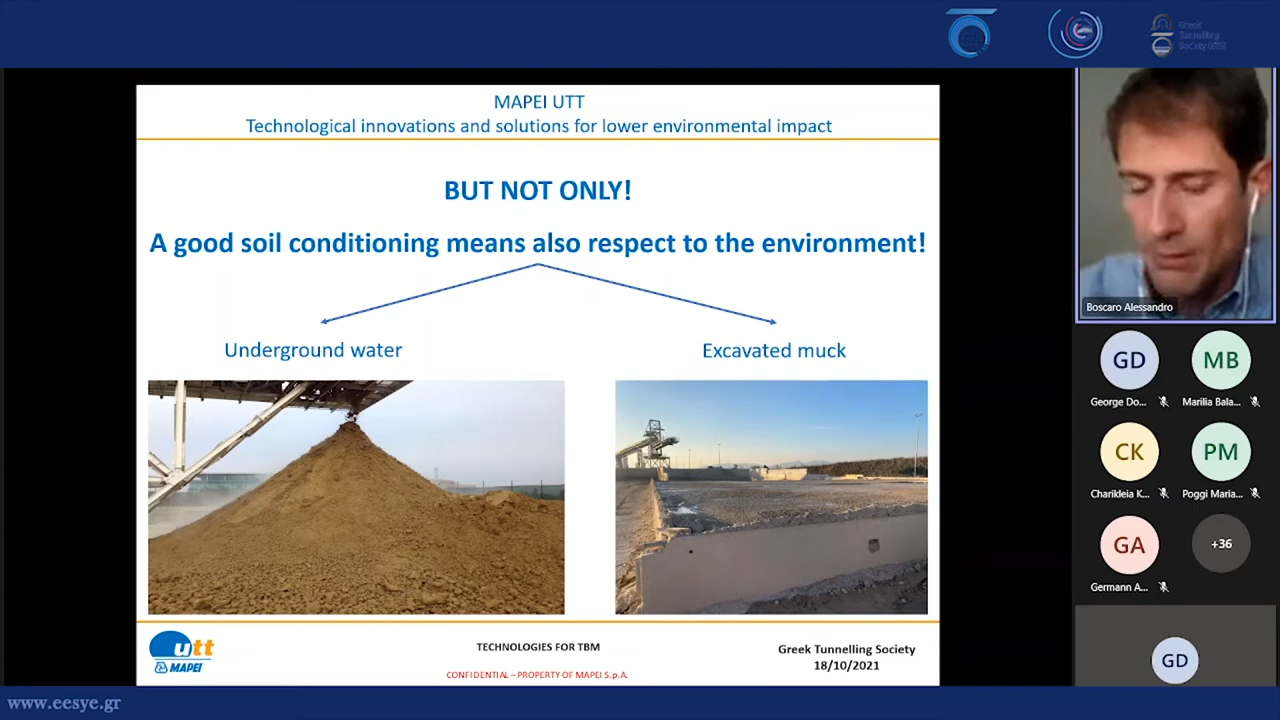 Greek
Tunnelling
Society (GTS)
MAPEI UTT
Technological innovations and solutions for lower environmental impact
BUT NOT ONLY!
A good soil conditioning means also respect to the environment!
Underground water
Excavated muck
utt
MAPEI
TECHNOLOGIES FOR TBM
CONFIDENTIAL – PROPERTY OF MAPEI S.p.A.
Greek Tunnelling Society
18/10/2021
Boscaro Alessandro
GD
MB
George Do...
Marilia Bala...
CK
PM
Charikleia K...
Poggi Maria...
GA
+36
Germann A...
GD
www.eesye.gr